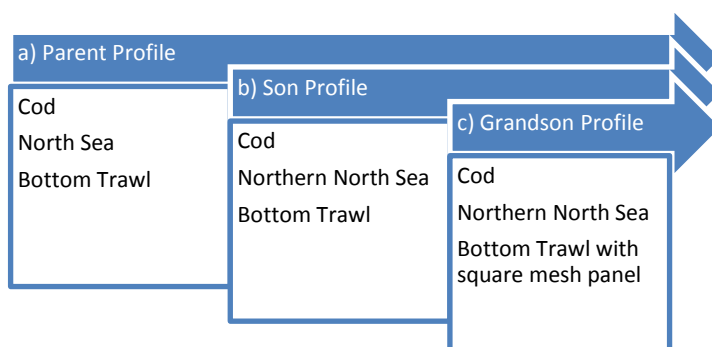 a) Parent Profile
Cod
North Sea
Bottom Trawl
b) Son Profile
Cod
Northern North Sea
Bottom Trawl
c) Grandson Profile
Cod
Northern North Sea
Bottom Trawl with
square mesh panel